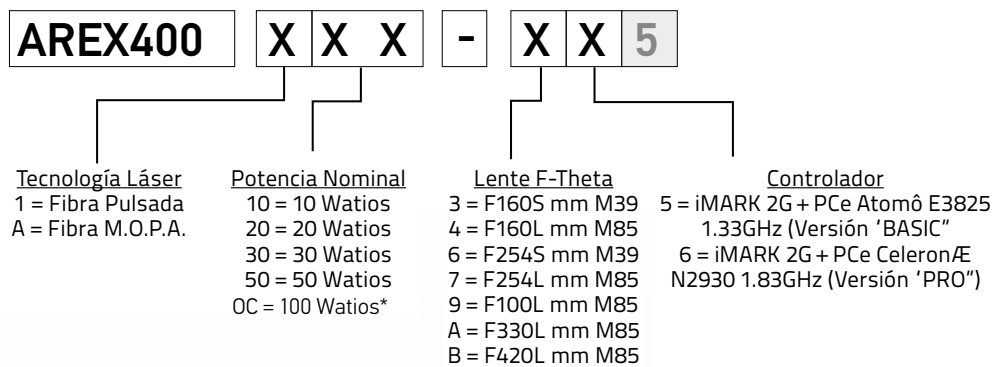 AREX400 X X X - X X 5
Tecnología Láser
1 = Fibra Pulsada
A = Fibra M.O.P.A.
Potencia Nominal
10 = 10 Watios
20 = 20 Watios
30 = 30 Watios
50 = 50 Watios
OC = 100 Watios*
Lente F-Theta
3 = F160S mm M39
4 = F160L mm M85
6 = F254S mm M39
7 = F254L mm M85
9 = F100L mm M85
A = F330L mm M85
B = F420L mm M85
Controlador
5 = iMARK 2G + PCe Atomô E3825
1.33GHz (Versión ‘BASIC“
6 = iMARK 2G + PCe CeleronÆ
N2930 1.83GHz (Versión ‘PRO“)